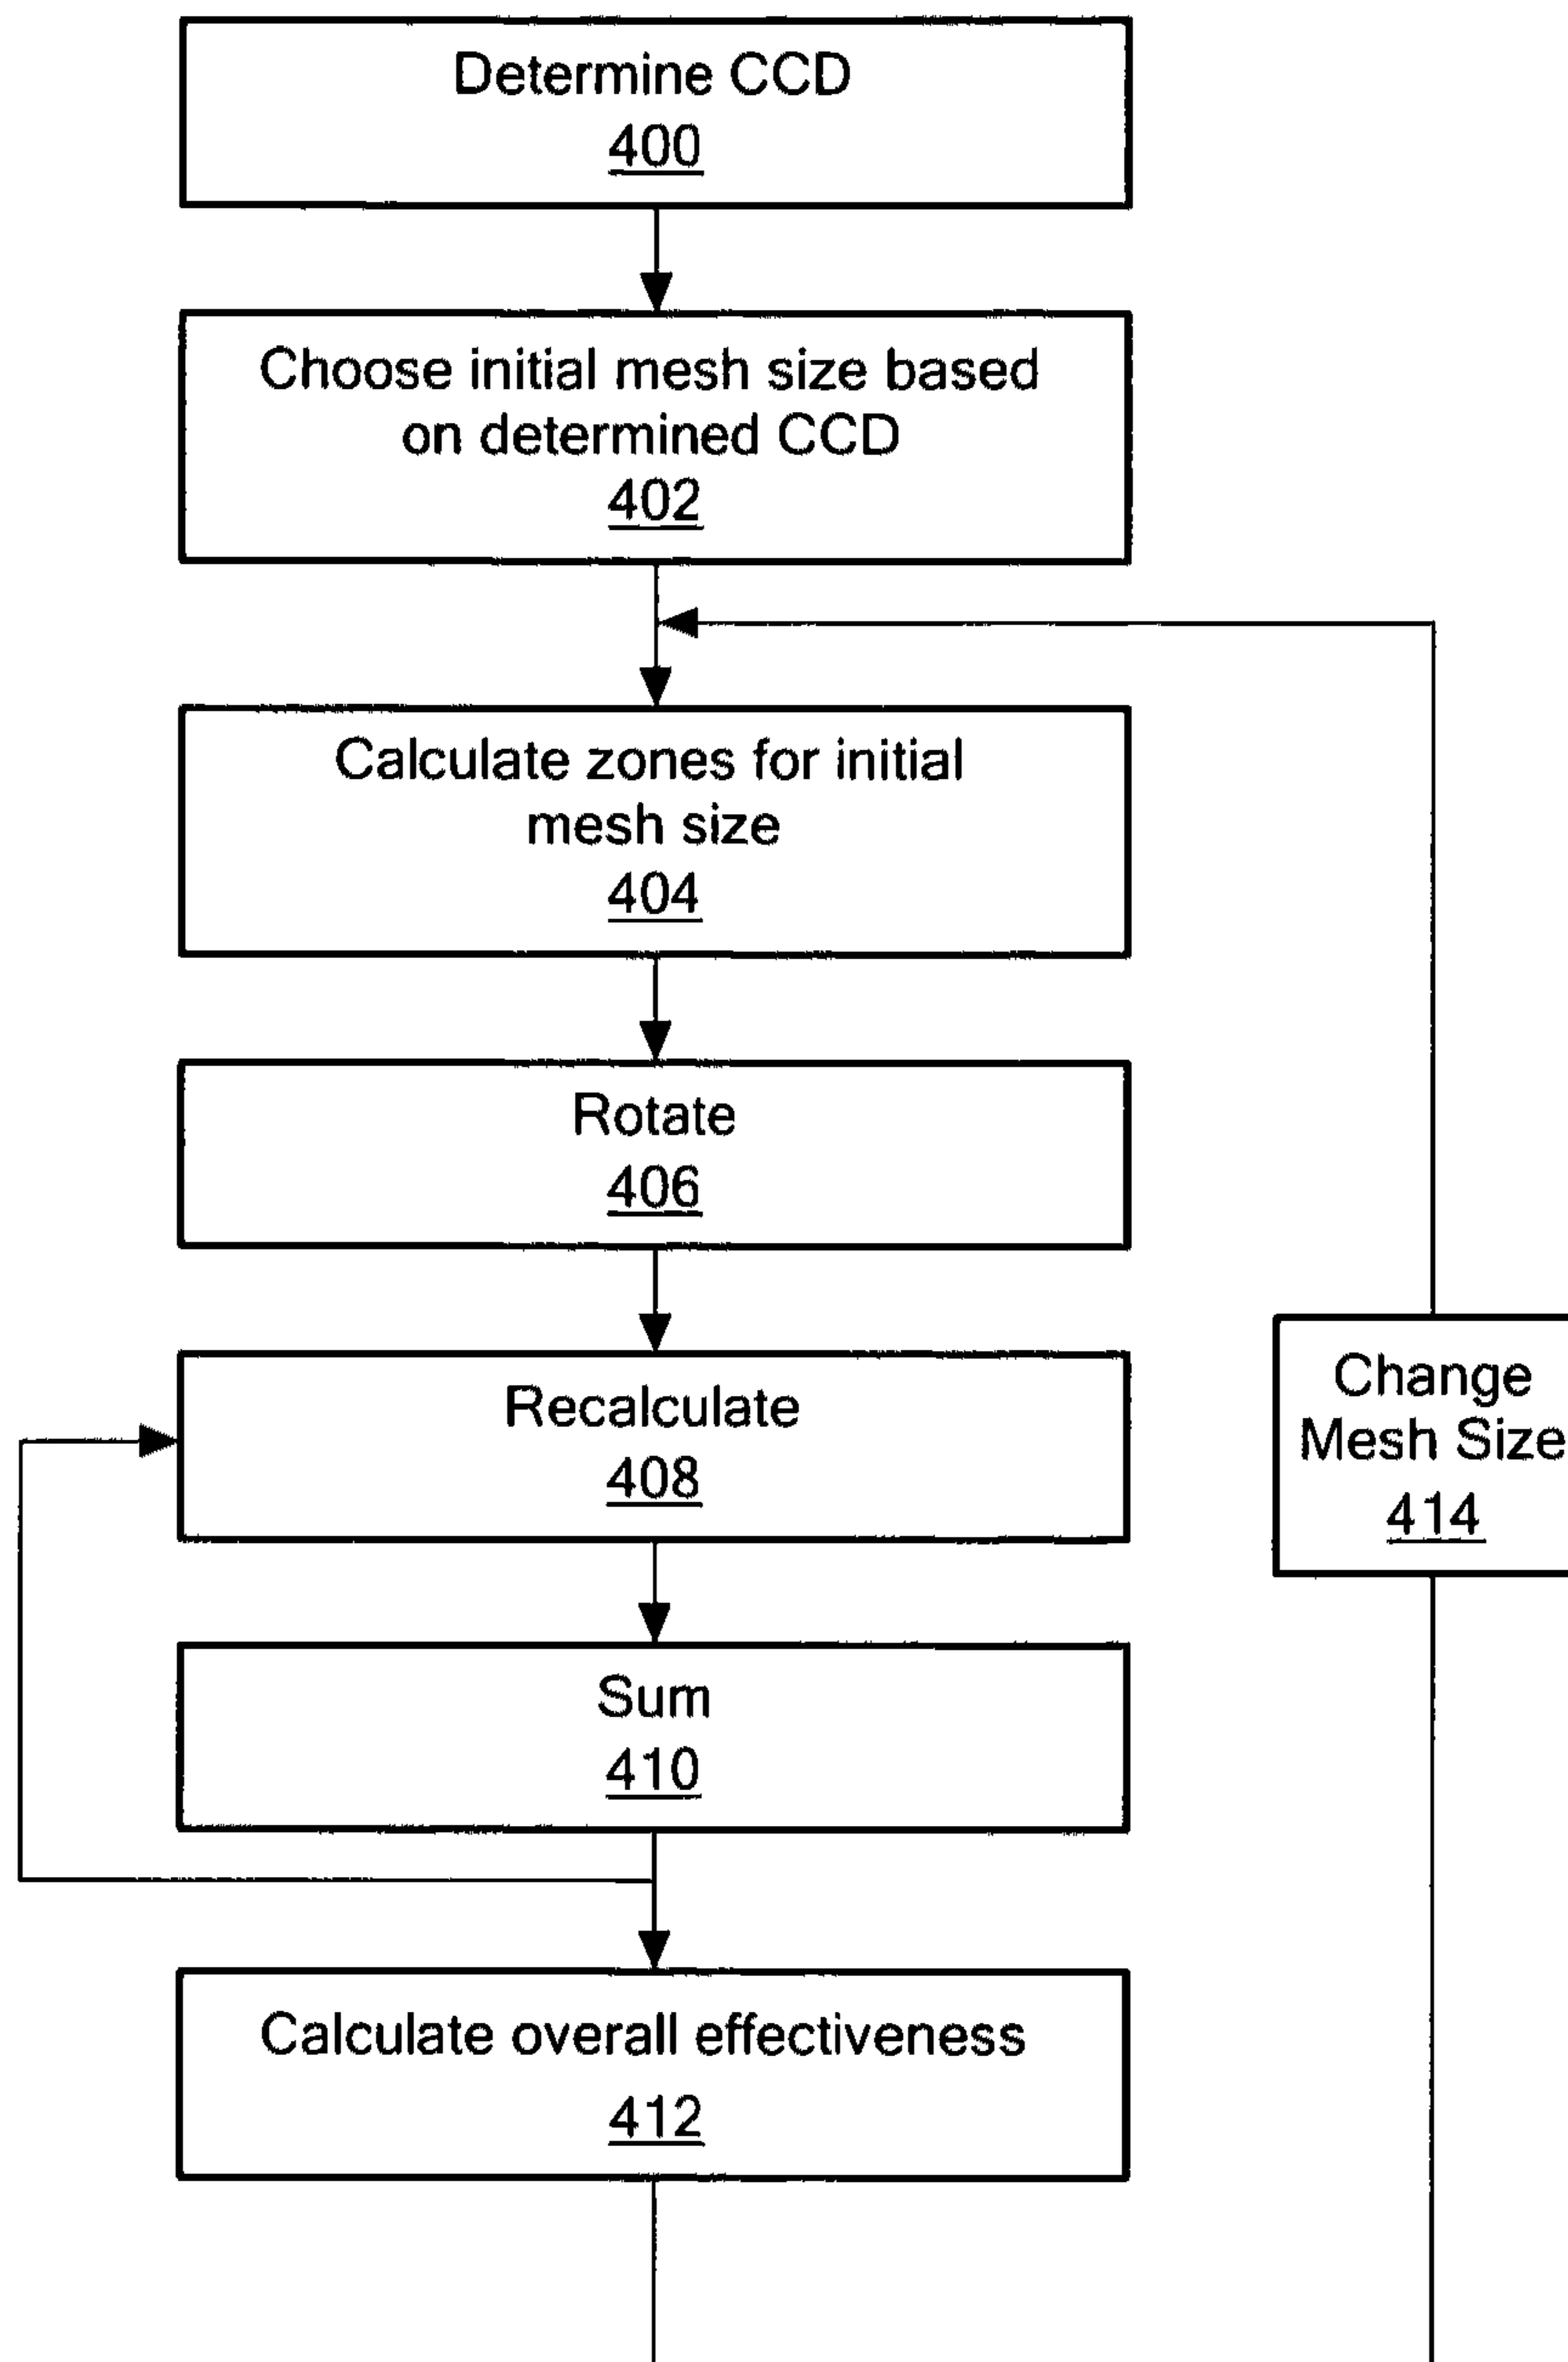 Determine CCD
400
Choose initial mesh size based
on determined CCD
402
Calculate zones for initial
mesh size
404
Rotate
406
Recalculate
408
Change
Mesh Size
414
Sum
410
Calculate overall effectiveness
412